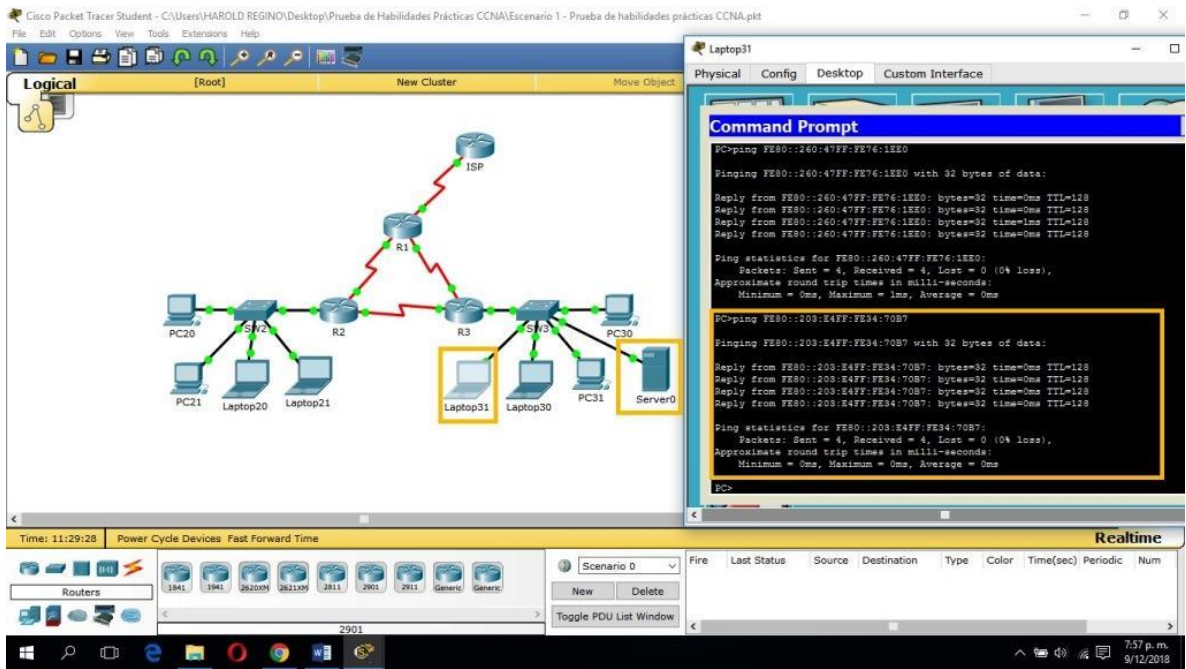 Cisco Packet Tracer Student - C:\Users\HAROLD REGINO\Desktop\Prueba de Habilidades Prácticas CCNA\Escenario 1 - Prueba de habilidades prácticas CCNA.pkt
File Edit Options View Tools Extensions Help
Logical [Root] New Cluster Move Object
ISP
R1
PC20
SW2
R2
R3
SW3
PC30
PC21
Laptop20
Laptop21
Laptop31
Laptop30
PC31
Server0
Laptop31
Physical Config Desktop Custom Interface
Command Prompt
PC>ping FE80::260:47FF:FE76:1EE0
Pinging FE80::260:47FF:FE76:1EE0 with 32 bytes of data:
Reply from FE80::260:47FF:FE76:1EE0: bytes=32 time=0ms TTL=128
Reply from FE80::260:47FF:FE76:1EE0: bytes=32 time=0ms TTL=128
Reply from FE80::260:47FF:FE76:1EE0: bytes=32 time=1ms TTL=128
Reply from FE80::260:47FF:FE76:1EE0: bytes=32 time=0ms TTL=128
Ping statistics for FE80::260:47FF:FE76:1EE0:
Packets: Sent = 4, Received = 4, Lost = 0 (0% loss),
Approximate round trip times in milli-seconds:
Minimum = 0ms, Maximum = 1ms, Average = 0ms
PC>ping FE80::203:E4FF:FE34:70B7
Pinging FE80::203:E4FF:FE34:70B7 with 32 bytes of data:
Reply from FE80::203:E4FF:FE34:70B7: bytes=32 time=0ms TTL=128
Reply from FE80::203:E4FF:FE34:70B7: bytes=32 time=0ms TTL=128
Reply from FE80::203:E4FF:FE34:70B7: bytes=32 time=0ms TTL=128
Reply from FE80::203:E4FF:FE34:70B7: bytes=32 time=0ms TTL=128
Ping statistics for FE80::203:E4FF:FE34:70B7:
Packets: Sent = 4, Received = 4, Lost = 0 (0% loss),
Approximate round trip times in milli-seconds:
Minimum = 0ms, Maximum = 0ms, Average = 0ms
PC>
Time: 11:29:28 Power Cycle Devices Fast Forward Time Realtime
Routers
1841 1941 2620XM 2621XM 2811 2901 2911 Generic Generic
2901
Scenario 0
New Delete
Toggle PDU List Window
Fire Last Status Source Destination Type Color Time(sec) Periodic Num
7:57 p. m.
9/12/2018